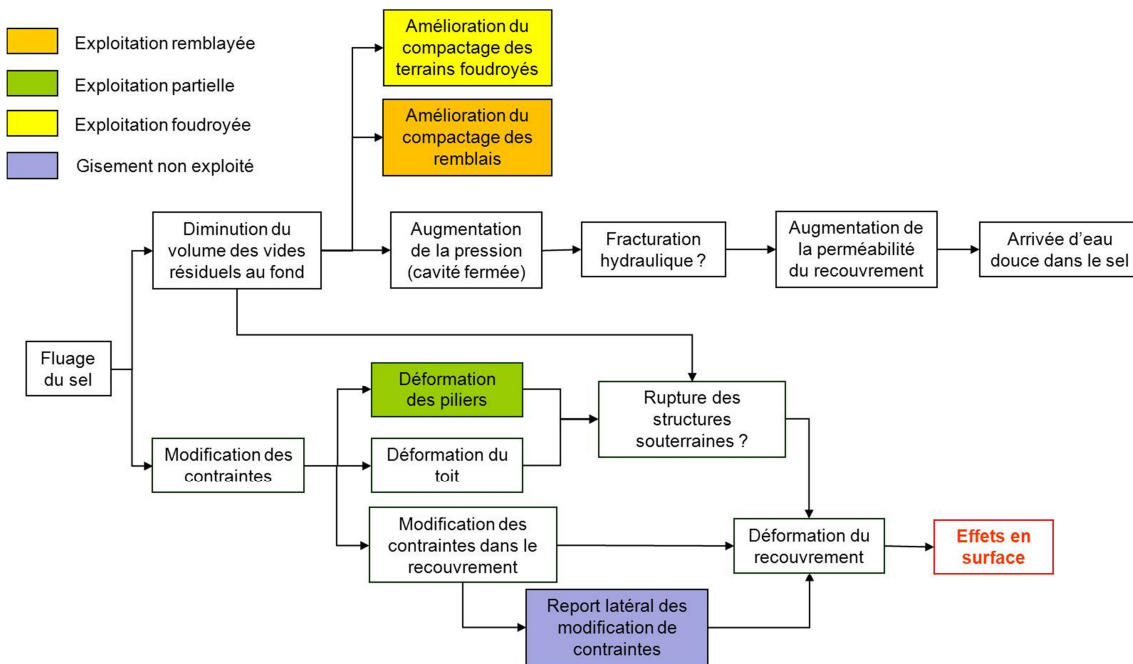 Exploitation remblayée
Exploitation partielle
Exploitation foudroyée
Gisement non exploité
Amélioration du
compactage des
terrains foudroyés
Amélioration du
compactage des
remblais
Diminution du
volume des vides
résiduels au fond
Augmentation
de la pression
(cavité fermée)
Fracturation
hydraulique ?
Augmentation de
la perméabilité
du recouvrement
Arrivée d'eau
douce dans le sel
Fluage
du sel
Déformation
des piliers
Rupture des
structures
souterraines ?
Modification des
contraintes
Déformation du
toit
Modification des
contraintes dans le
recouvrement
Déformation du
recouvrement
Effets en
surface
Report latéral des
modification de
contraintes